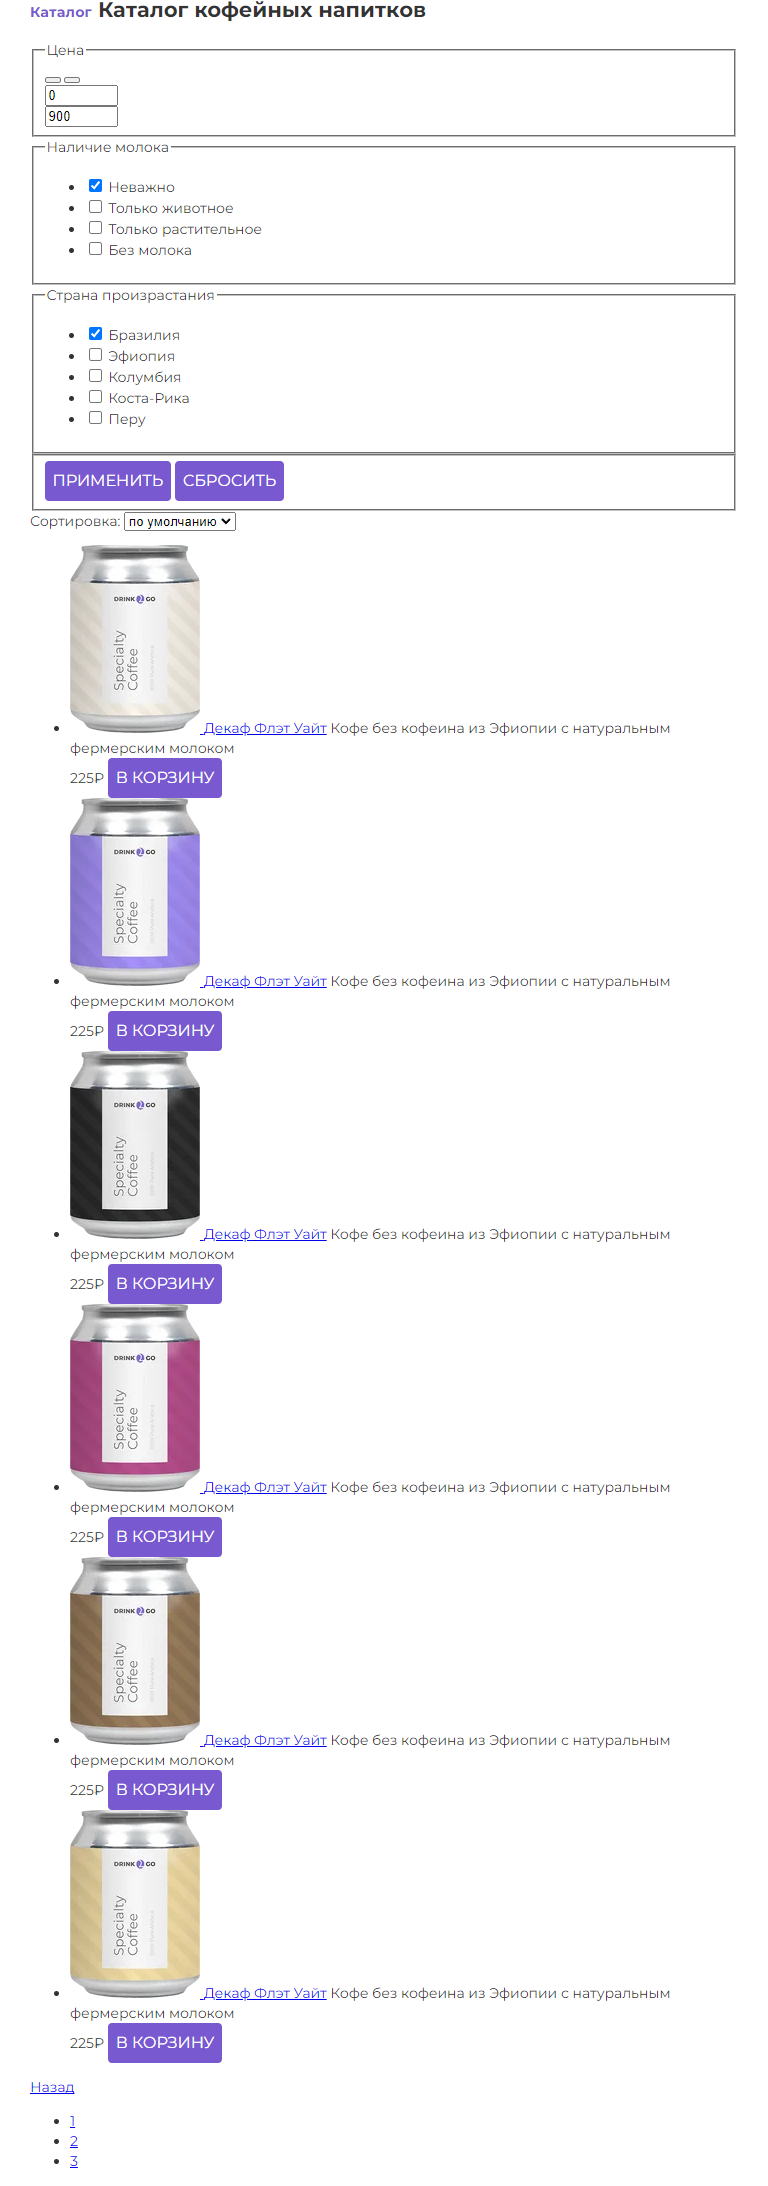 Каталог Каталог кофейных напитков
Цена
0
900
Наличие молока
Неважно
Только животное
Только растительное
Без молока
Страна произрастания
Бразилия
Эфиопия
Колумбия
Коста-Рика
Перу
ПРИМЕНИТЬ СБРОСИТЬ
Сортировка: по умолчанию
DRINK 2 GO
Specialty
Coffee
Декаф Флэт Уайт Кофе без кофеина из Эфиопии с натуральным
фермерским молоком
225₽ В КОРЗИНУ
DRINK 2 GO
Specialty
Coffee
Декаф Флэт Уайт Кофе без кофеина из Эфиопии с натуральным
фермерским молоком
225₽ В КОРЗИНУ
DRINK 2 GO
Specialty
Coffee
Декаф Флэт Уайт Кофе без кофеина из Эфиопии с натуральным
фермерским молоком
225₽ В КОРЗИНУ
DRINK 2 GO
Specialty
Coffee
Декаф Флэт Уайт Кофе без кофеина из Эфиопии с натуральным
фермерским молоком
225₽ В КОРЗИНУ
DRINK 2 GO
Specialty
Coffee
Декаф Флэт Уайт Кофе без кофеина из Эфиопии с натуральным
фермерским молоком
225₽ В КОРЗИНУ
DRINK 2 GO
Specialty
Coffee
Декаф Флэт Уайт Кофе без кофеина из Эфиопии с натуральным
фермерским молоком
225₽ В КОРЗИНУ
Назад
1
2
3